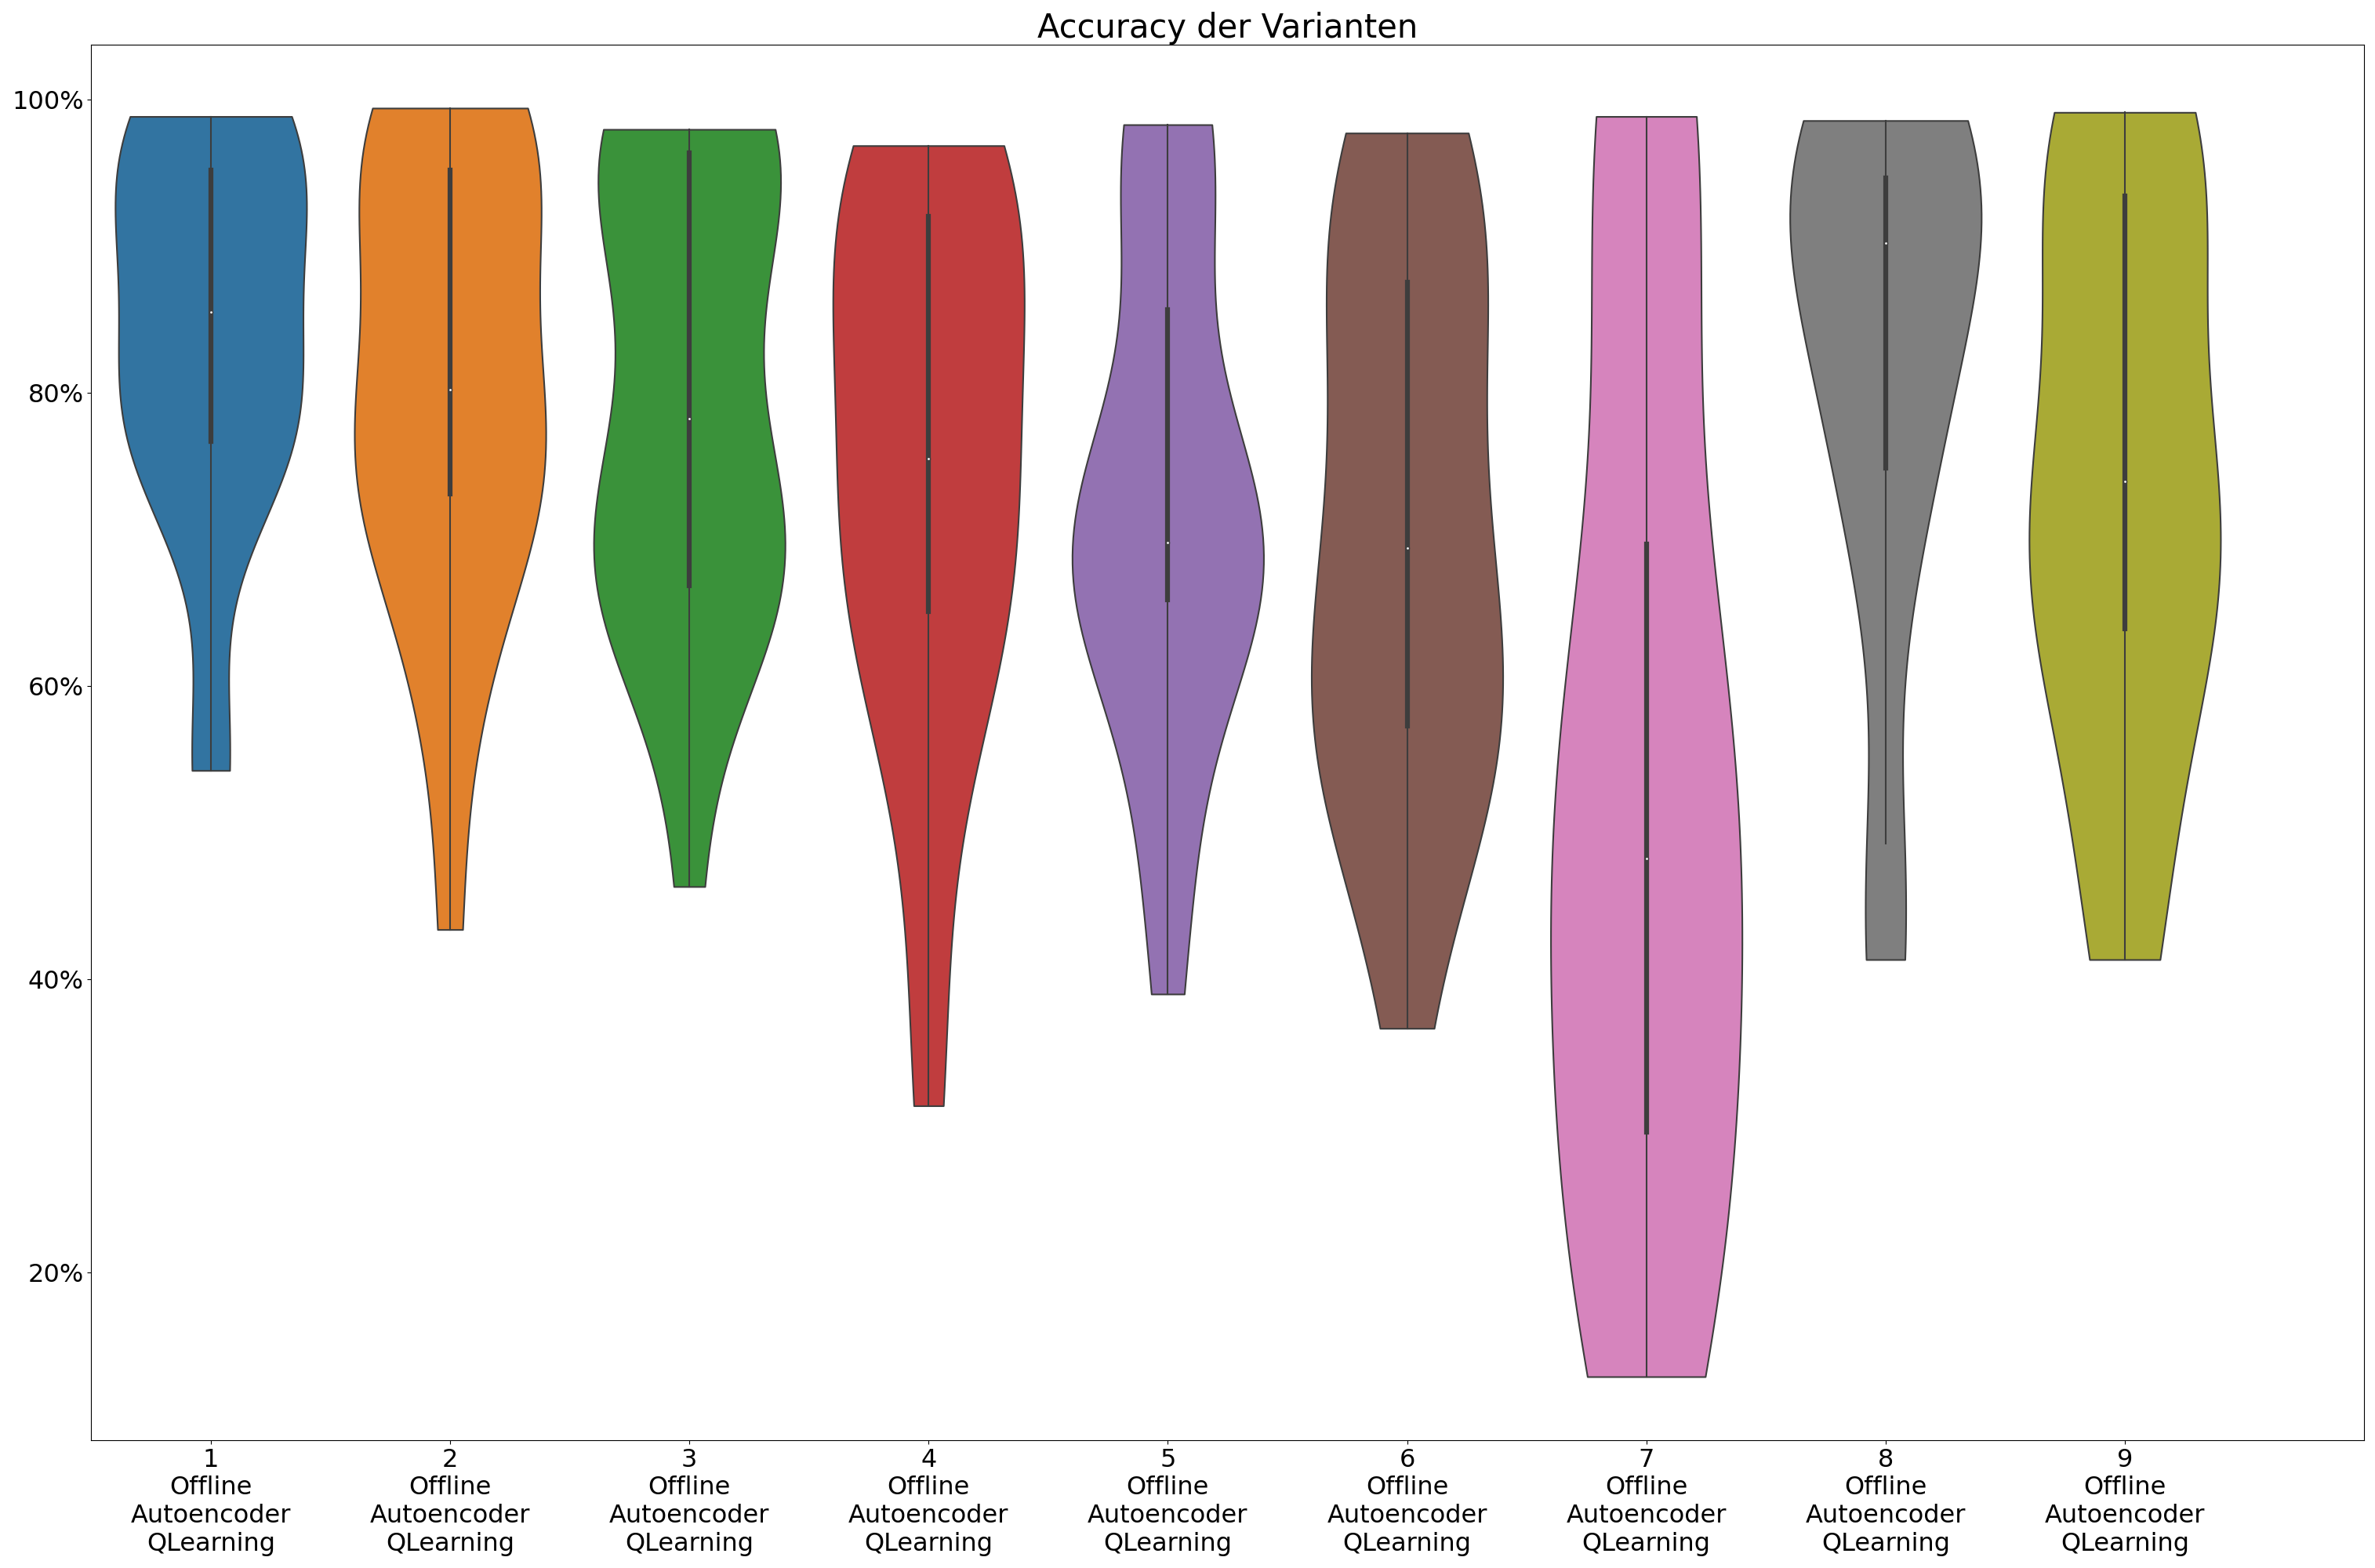 Accuracy der Varianten
100%
80%
60%
40%
20%
1
Offline
Autoencoder
QLearning
2
Offline
Autoencoder
QLearning
3
Offline
Autoencoder
QLearning
4
Offline
Autoencoder
QLearning
5
Offline
Autoencoder
QLearning
6
Offline
Autoencoder
QLearning
7
Offline
Autoencoder
QLearning
8
Offline
Autoencoder
QLearning
9
Offline
Autoencoder
QLearning